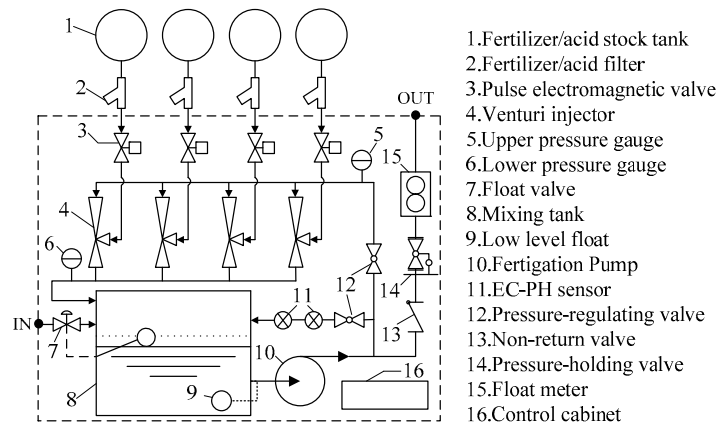 1
2
3
4
5
6
7
8
9
10
11
12
12
13
14
15
16
IN
OUT
1.Fertilizer/acid stock tank
2.Fertilizer/acid filter
3.Pulse electromagnetic valve
4.Venturi injector
5.Upper pressure gauge
6.Lower pressure gauge
7.Float valve
8.Mixing tank
9.Low level float
10.Fertigation Pump
11.EC-PH sensor
12.Pressure-regulating valve
13.Non-return valve
14.Pressure-holding valve
15.Float meter
16.Control cabinet